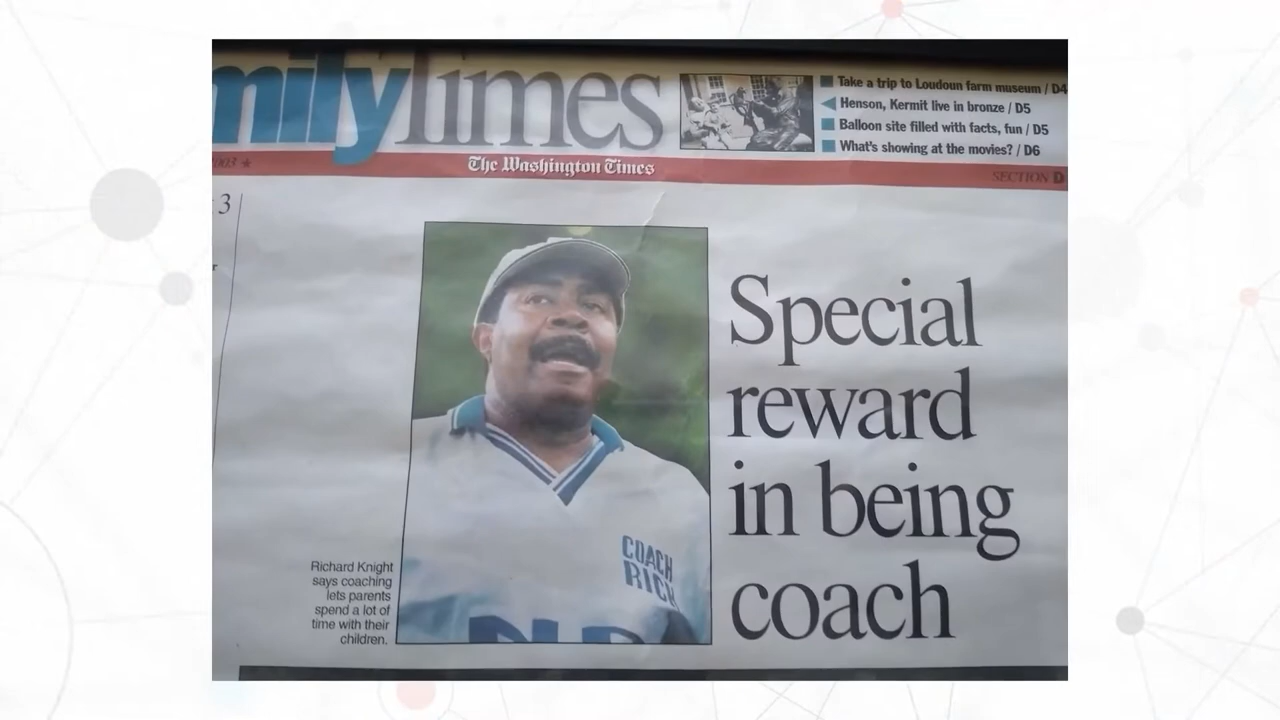 milyTimes
Take a trip to Loudoun farm museum / D4
Henson, Kermit live in bronze / D5
Balloon site filled with facts, fun / D5
What's showing at the movies? / D6
2003 ★
The Washington Times
SECTION D
3
r
Special
reward
in being
coach
COACH
RICH
Richard Knight
says coaching
lets parents
spend a lot of
time with their
children.